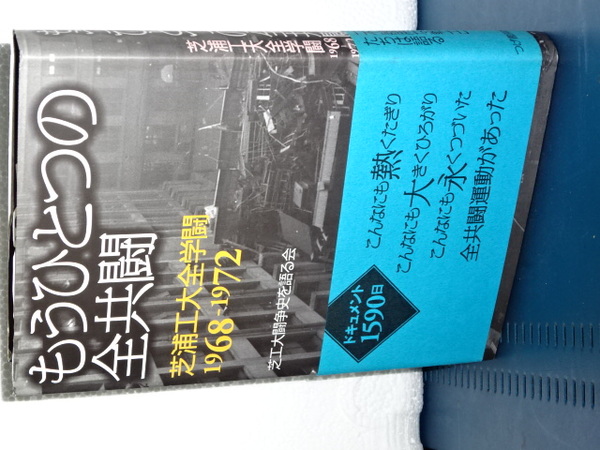 もうひとつの
全共闘
芝浦工大全学闘
1968~1972
芝工大闘争史を語る会
ドキュメント
1590日
こんなにも熱くたぎり
こんなにも大きくひろがり
こんなにも永くつづいた
全共闘運動があった
芝浦工大全学闘
1968